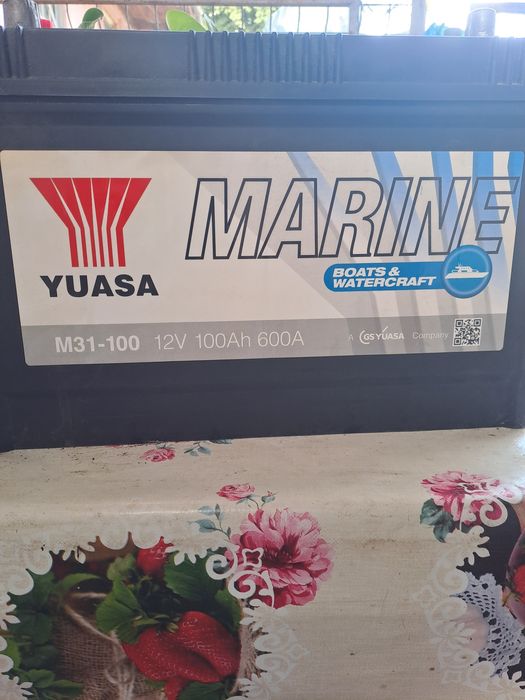 MARINE
YUASA
BOATS &
WATERCRAFT
M31-100 12V 100Ah 600A
A GS YUASA Company